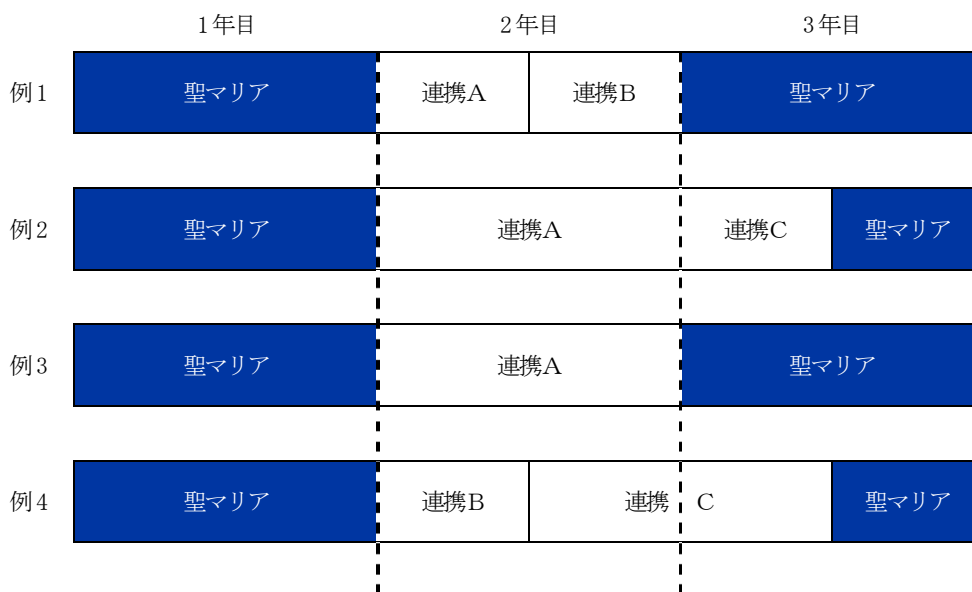 1年目 2年目 3年目
例1 聖マリア 連携A 連携B 聖マリア
例2 聖マリア 連携A 連携C 聖マリア
例3 聖マリア 連携A 聖マリア
例4 聖マリア 連携B 連携 C 聖マリア